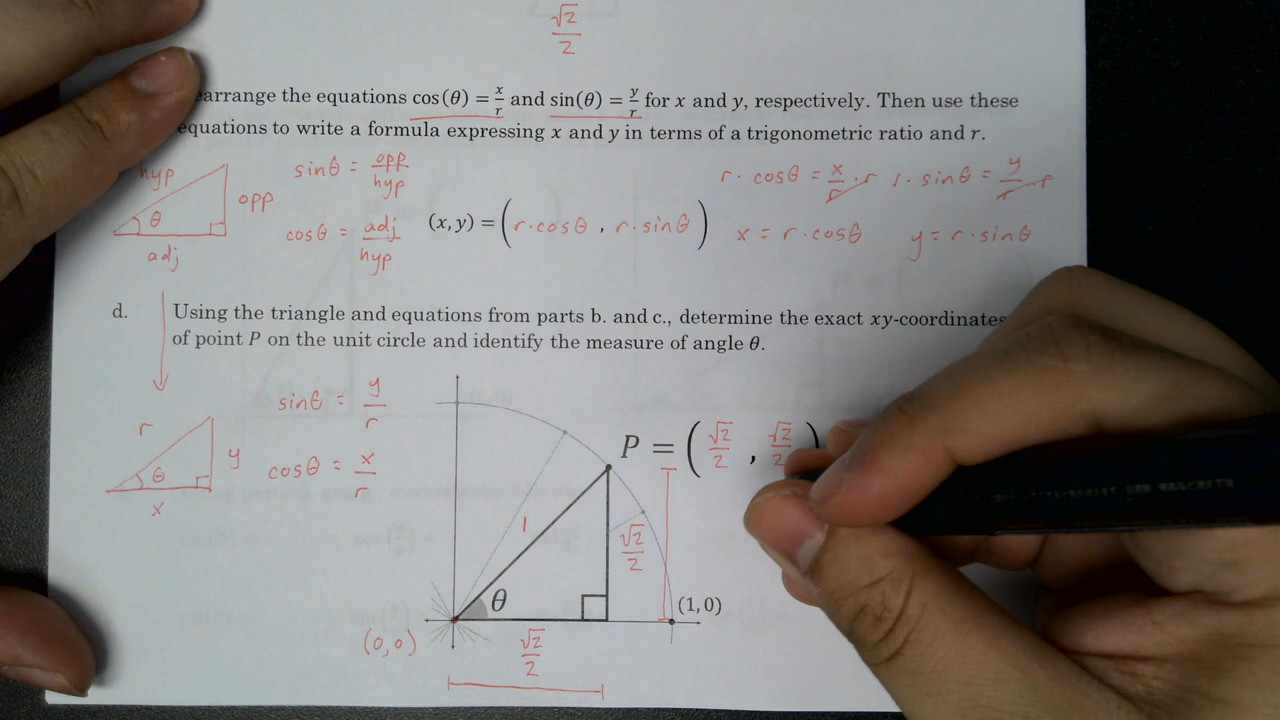 √2/2
earrange the equations cos(θ) = x/r and sin(θ) = y/r for x and y, respectively. Then use these
equations to write a formula expressing x and y in terms of a trigonometric ratio and r.
hyp
opp
adj
θ
sinθ = opp/hyp
cosθ = adj/hyp
(x,y) = (r·cosθ , r·sinθ)
r· cosθ = x/r ·r
r· sinθ = y/r ·r
x = r·cosθ
y = r·sinθ
d. Using the triangle and equations from parts b. and c., determine the exact xy-coordinates
of point P on the unit circle and identify the measure of angle θ.
r
y
x
θ
sinθ = y/r
cosθ = x/r
P = (√2/2 , √2/2)
1
√2/2
θ
(1,0)
(0,0)
√2/2